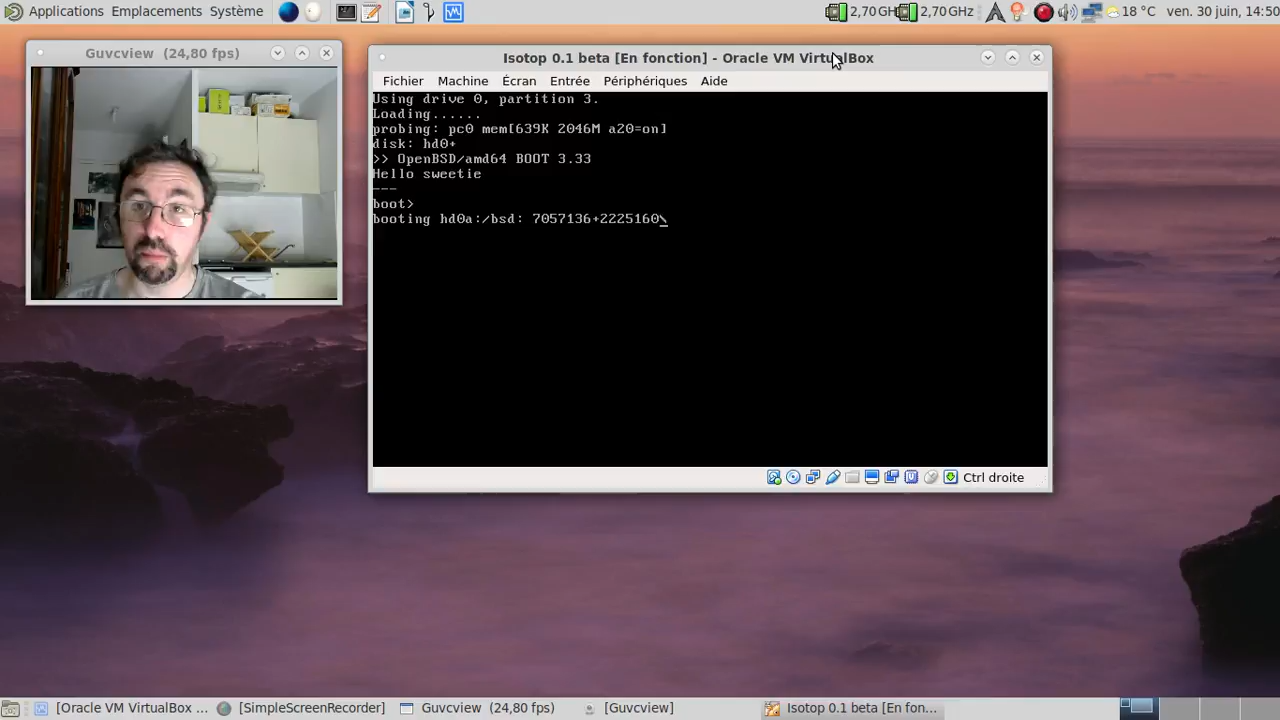 Applications Emplacements Système 2,70 GHz 2,70 GHz 18 °C ven. 30 juin, 14:50
Guvcview (24,80 fps)
Isotop 0.1 beta [En fonction] - Oracle VM VirtualBox
Fichier Machine Écran Entrée Périphériques Aide
Using drive 0, partition 3.
Loading......
probing: pc0 mem[639K 2046M a20=on]
disk: hd0+
>> OpenBSD/amd64 BOOT 3.33
Hello sweetie
---
boot>
booting hd0a:/bsd: 7057136+2225160\
Ctrl droite
[Oracle VM VirtualBox ... [SimpleScreenRecorder] Guvcview (24,80 fps) [Guvcview] Isotop 0.1 beta [En fon...